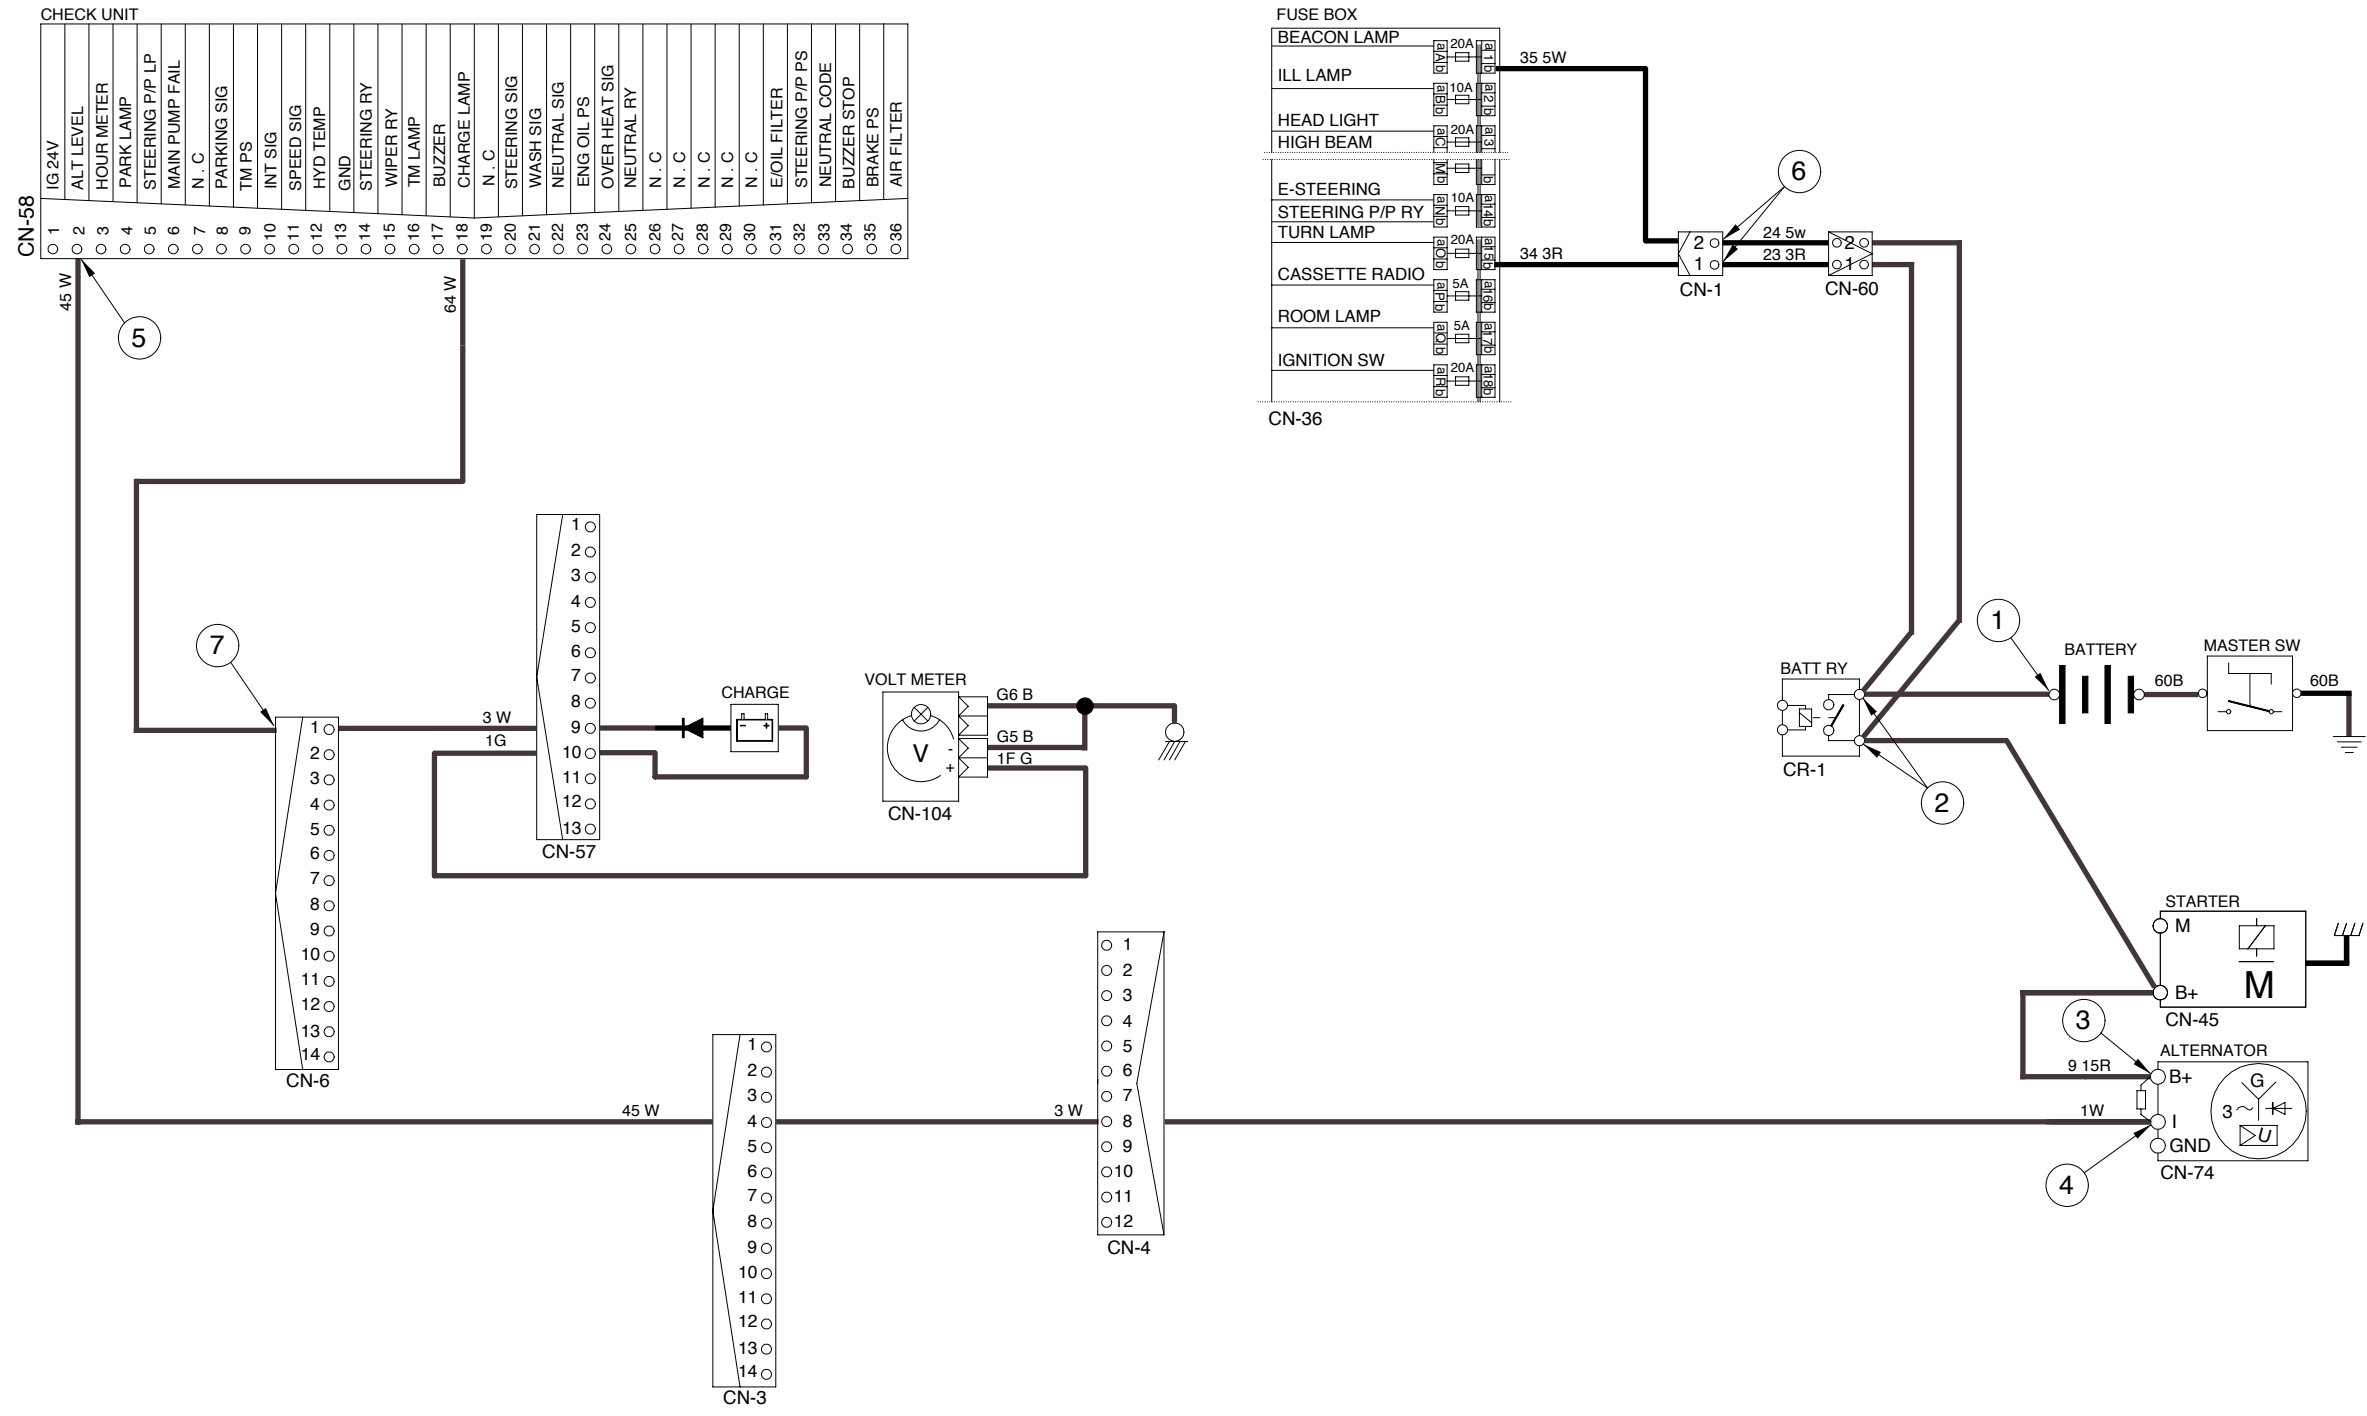 CHECK UNIT
CN-58
IG 24V
ALT LEVEL
HOUR METER
PARK LAMP
STEERING P/P LP
MAIN PUMP FAIL
N . C
PARKING SIG
TM PS
INT SIG
SPEED SIG
HYD TEMP
GND
STEERING RY
WIPER RY
TM LAMP
BUZZER
CHARGE LAMP
N . C
STEERING SIG
WASH SIG
NEUTRAL SIG
ENG OIL PS
OVER HEAT SIG
NEUTRAL RY
N . C
N . C
N . C
N . C
N . C
E/OIL FILTER
STEERING P/P PS
NEUTRAL CODE
BUZZER STOP
BRAKE PS
AIR FILTER
1 2 3 4 5 6 7 8 9 10 11 12 13 14 15 16 17 18 19 20 21 22 23 24 25 26 27 28 29 30 31 32 33 34 35 36
45 W
64 W
5
FUSE BOX
BEACON LAMP
a A b 20A a 1 b
35 5W
ILL LAMP
a B b 10A a 2 b
HEAD LIGHT
a C 20A a 3
HIGH BEAM
M b b
E-STEERING
a N b 10A a 14 b
STEERING P/P RY
TURN LAMP
a O b 20A a 15 b
34 3R
CASSETTE RADIO
a P b 5A a 16 b
ROOM LAMP
a Q b 5A a 17 b
IGNITION SW
a R b 20A a 18 b
CN-36
6
2 24 5w 2
1 23 3R 1
CN-1
CN-60
7
1
2
3
4
5
6
7
8
9
10
11
12
13
14
CN-6
3 W
1G
1
2
3
4
5
6
7
8
9
10
11
12
13
CN-57
CHARGE
- +
VOLT METER
V
-
+
G6 B
G5 B
1F G
CN-104
1
BATT RY
CR-1
2
BATTERY
60B
MASTER SW
60B
STARTER
M
M
B+
CN-45
3
ALTERNATOR
9 15R
B+
G
3
U
1W
I
GND
CN-74
4
45 W
1
2
3
4
5
6
7
8
9
10
11
12
13
14
CN-3
3 W
1
2
3
4
5
6
7
8
9
10
11
12
CN-4